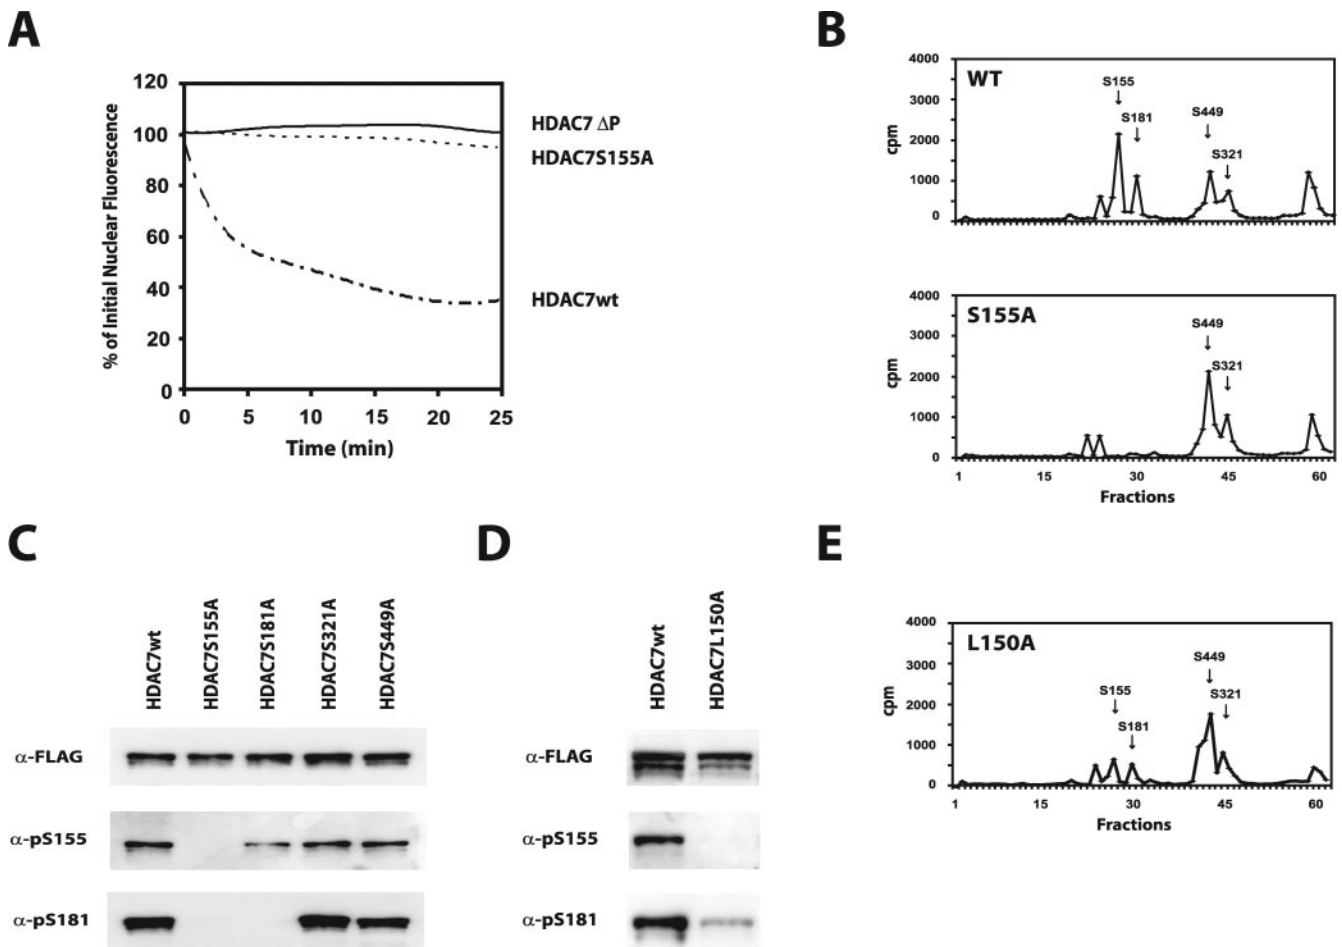 A
120
100
80
60
40
20
0
% of Initial Nuclear Fluorescence
0 5 10 15 20 25
Time (min)
HDAC7 ΔP
HDAC7S155A
HDAC7wt
B
4000
3000
2000
1000
0
cpm
WT
S155
S181
S449
S321
4000
3000
2000
1000
0
cpm
S155A
S449
S321
1 15 30 45 60
Fractions
C
HDAC7wt
HDAC7S155A
HDAC7S181A
HDAC7S321A
HDAC7S449A
α-FLAG
α-pS155
α-pS181
D
HDAC7wt
HDAC7L150A
α-FLAG
α-pS155
α-pS181
E
4000
3000
2000
1000
0
cpm
L150A
S155
S181
S449
S321
1 15 30 45 60
Fractions